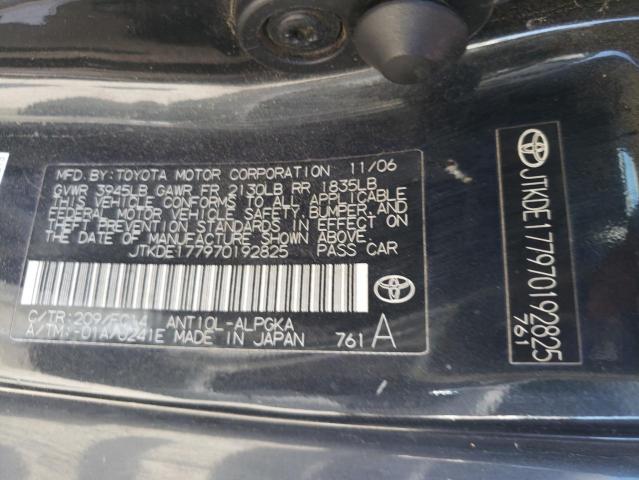 MFD. BY: TOYOTA MOTOR CORPORATION 11/06
GVWR 3945LB GAWR FR 2130LB RR 1835LB
THIS VEHICLE CONFORMS TO ALL APPLICABLE
FEDERAL MOTOR VEHICLE SAFETY, BUMPER, AND
THEFT PREVENTION STANDARDS IN EFFECT ON
THE DATE OF MANUFACTURE SHOWN ABOVE.
JTKDE177970192825 PASS CAR
C/TR: 209/FC14 ANT10L-ALPGKA
A/TM: -01A/U241E MADE IN JAPAN 761 A
JTKDE177970192825
761